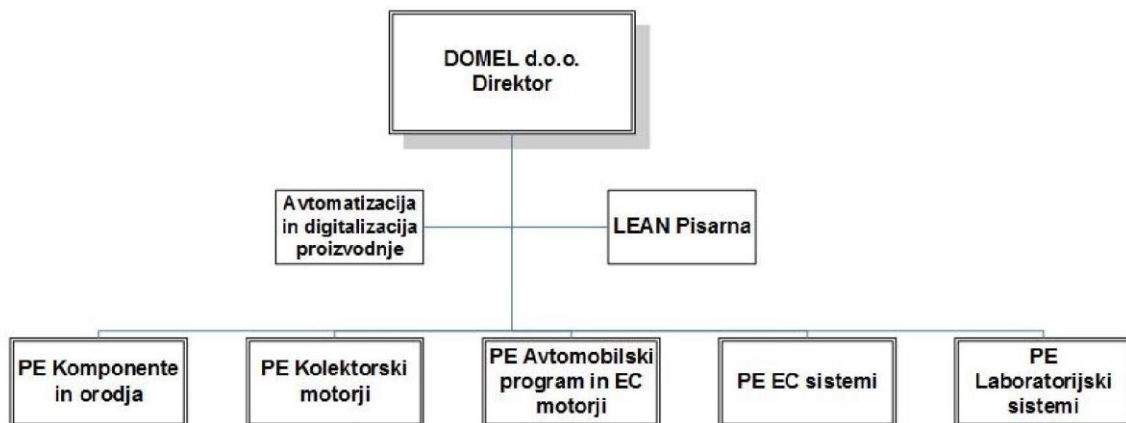 DOMEL d.o.o.
Direktor
Avtomatizacija
in digitalizacija
proizvodnje
LEAN Pisarna
PE Komponente
in orodja
PE Kolektorski
motorji
PE Avtomobilski
program in EC
motorji
PE EC sistemi
PE
Laboratorijski
sistemi